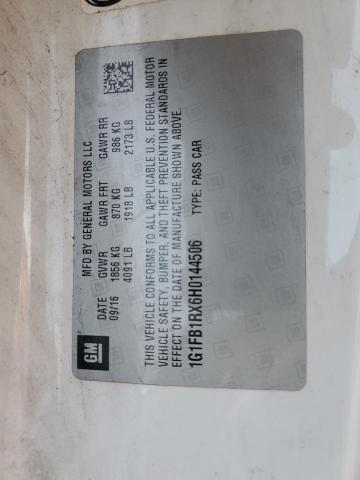 MFD BY GENERAL MOTORS LLC
DATE GVWR GAWR FRT GAWR RR
09/16 1856 KG 870 KG 986 KG
4091 LB 1918 LB 2173 LB
THIS VEHICLE CONFORMS TO ALL APPLICABLE U.S. FEDERAL MOTOR
VEHICLE SAFETY, BUMPER, AND THEFT PREVENTION STANDARDS IN
EFFECT ON THE DATE OF MANUFACTURE SHOWN ABOVE.
1G1FB1RX6H0144506 TYPE: PASS CAR
GM